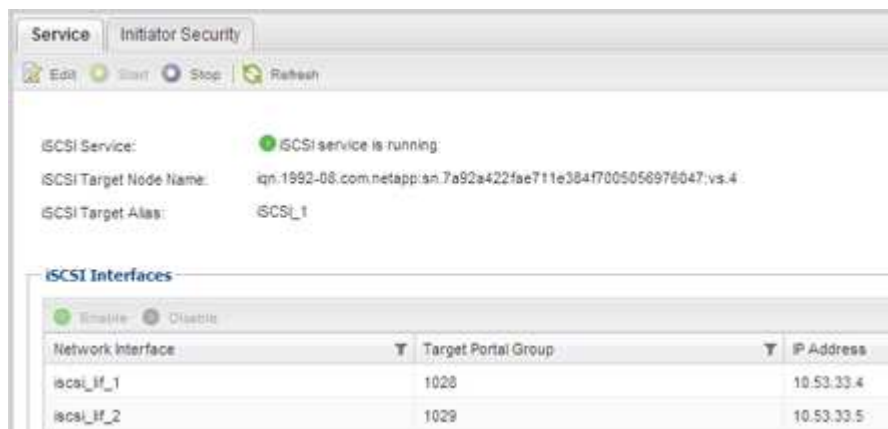 Service Initiator Security
Edit Start Stop Refresh
iSCSI Service: iSCSI service is running
iSCSI Target Node Name: iqn.1992-08.com.netapp:sn.7a92a422fae711e384f7005056976047:vs.4
iSCSI Target Alias: iSCSI_1
iSCSI Interfaces
Enable Disable
Network Interface Target Portal Group IP Address
iscsi_lif_1 1028 10.53.33.4
iscsi_lif_2 1029 10.53.33.5